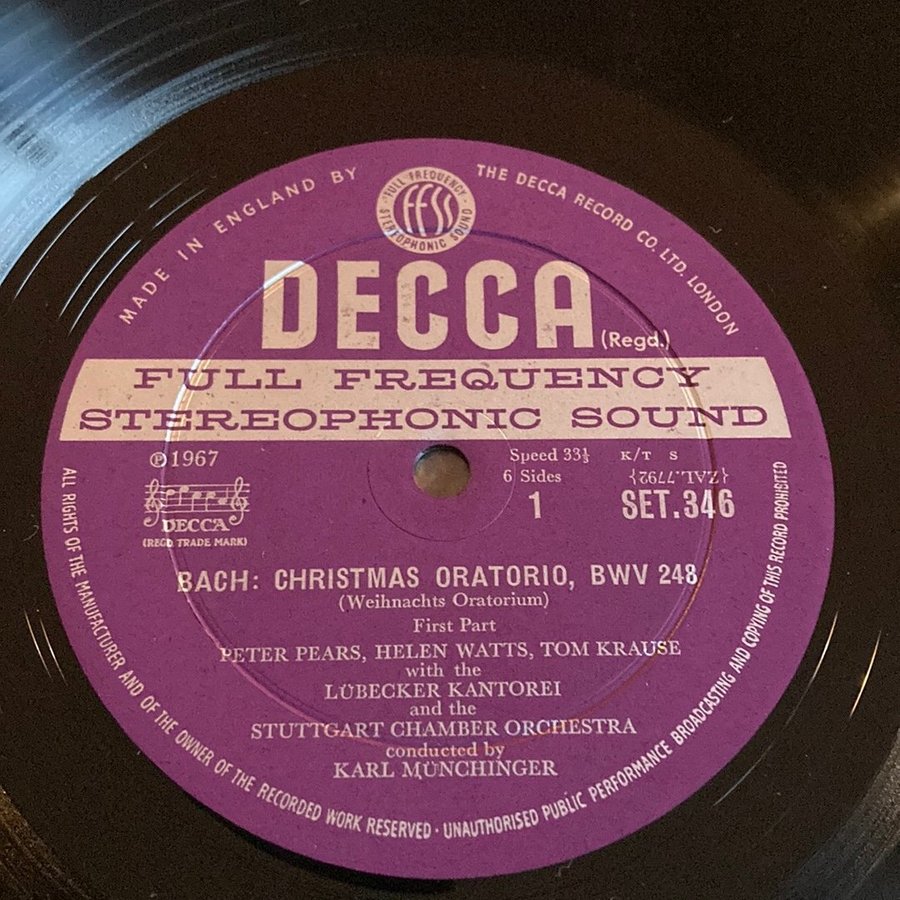 MADE IN ENGLAND BY THE DECCA RECORD CO. LTD. LONDON
FULL FREQUENCY STEREOPHONIC SOUND
FFSS
DECCA (Regd.)
FULL FREQUENCY
STEREOPHONIC SOUND
℗1967
DECCA
(REGD TRADE MARK)
Speed 33⅓
6 Sides
1
K/T S
{ZAL.7792}
SET.346
BACH: CHRISTMAS ORATORIO, BWV 248
(Weihnachts Oratorium)
First Part
PETER PEARS, HELEN WATTS, TOM KRAUSE
with the
LÜBECKER KANTOREI
and the
STUTTGART CHAMBER ORCHESTRA
conducted by
KARL MÜNCHINGER
ALL RIGHTS OF THE MANUFACTURER AND OF THE OWNER OF THE RECORDED WORK RESERVED · UNAUTHORISED PUBLIC PERFORMANCE BROADCASTING AND COPYING OF THIS RECORD PROHIBITED